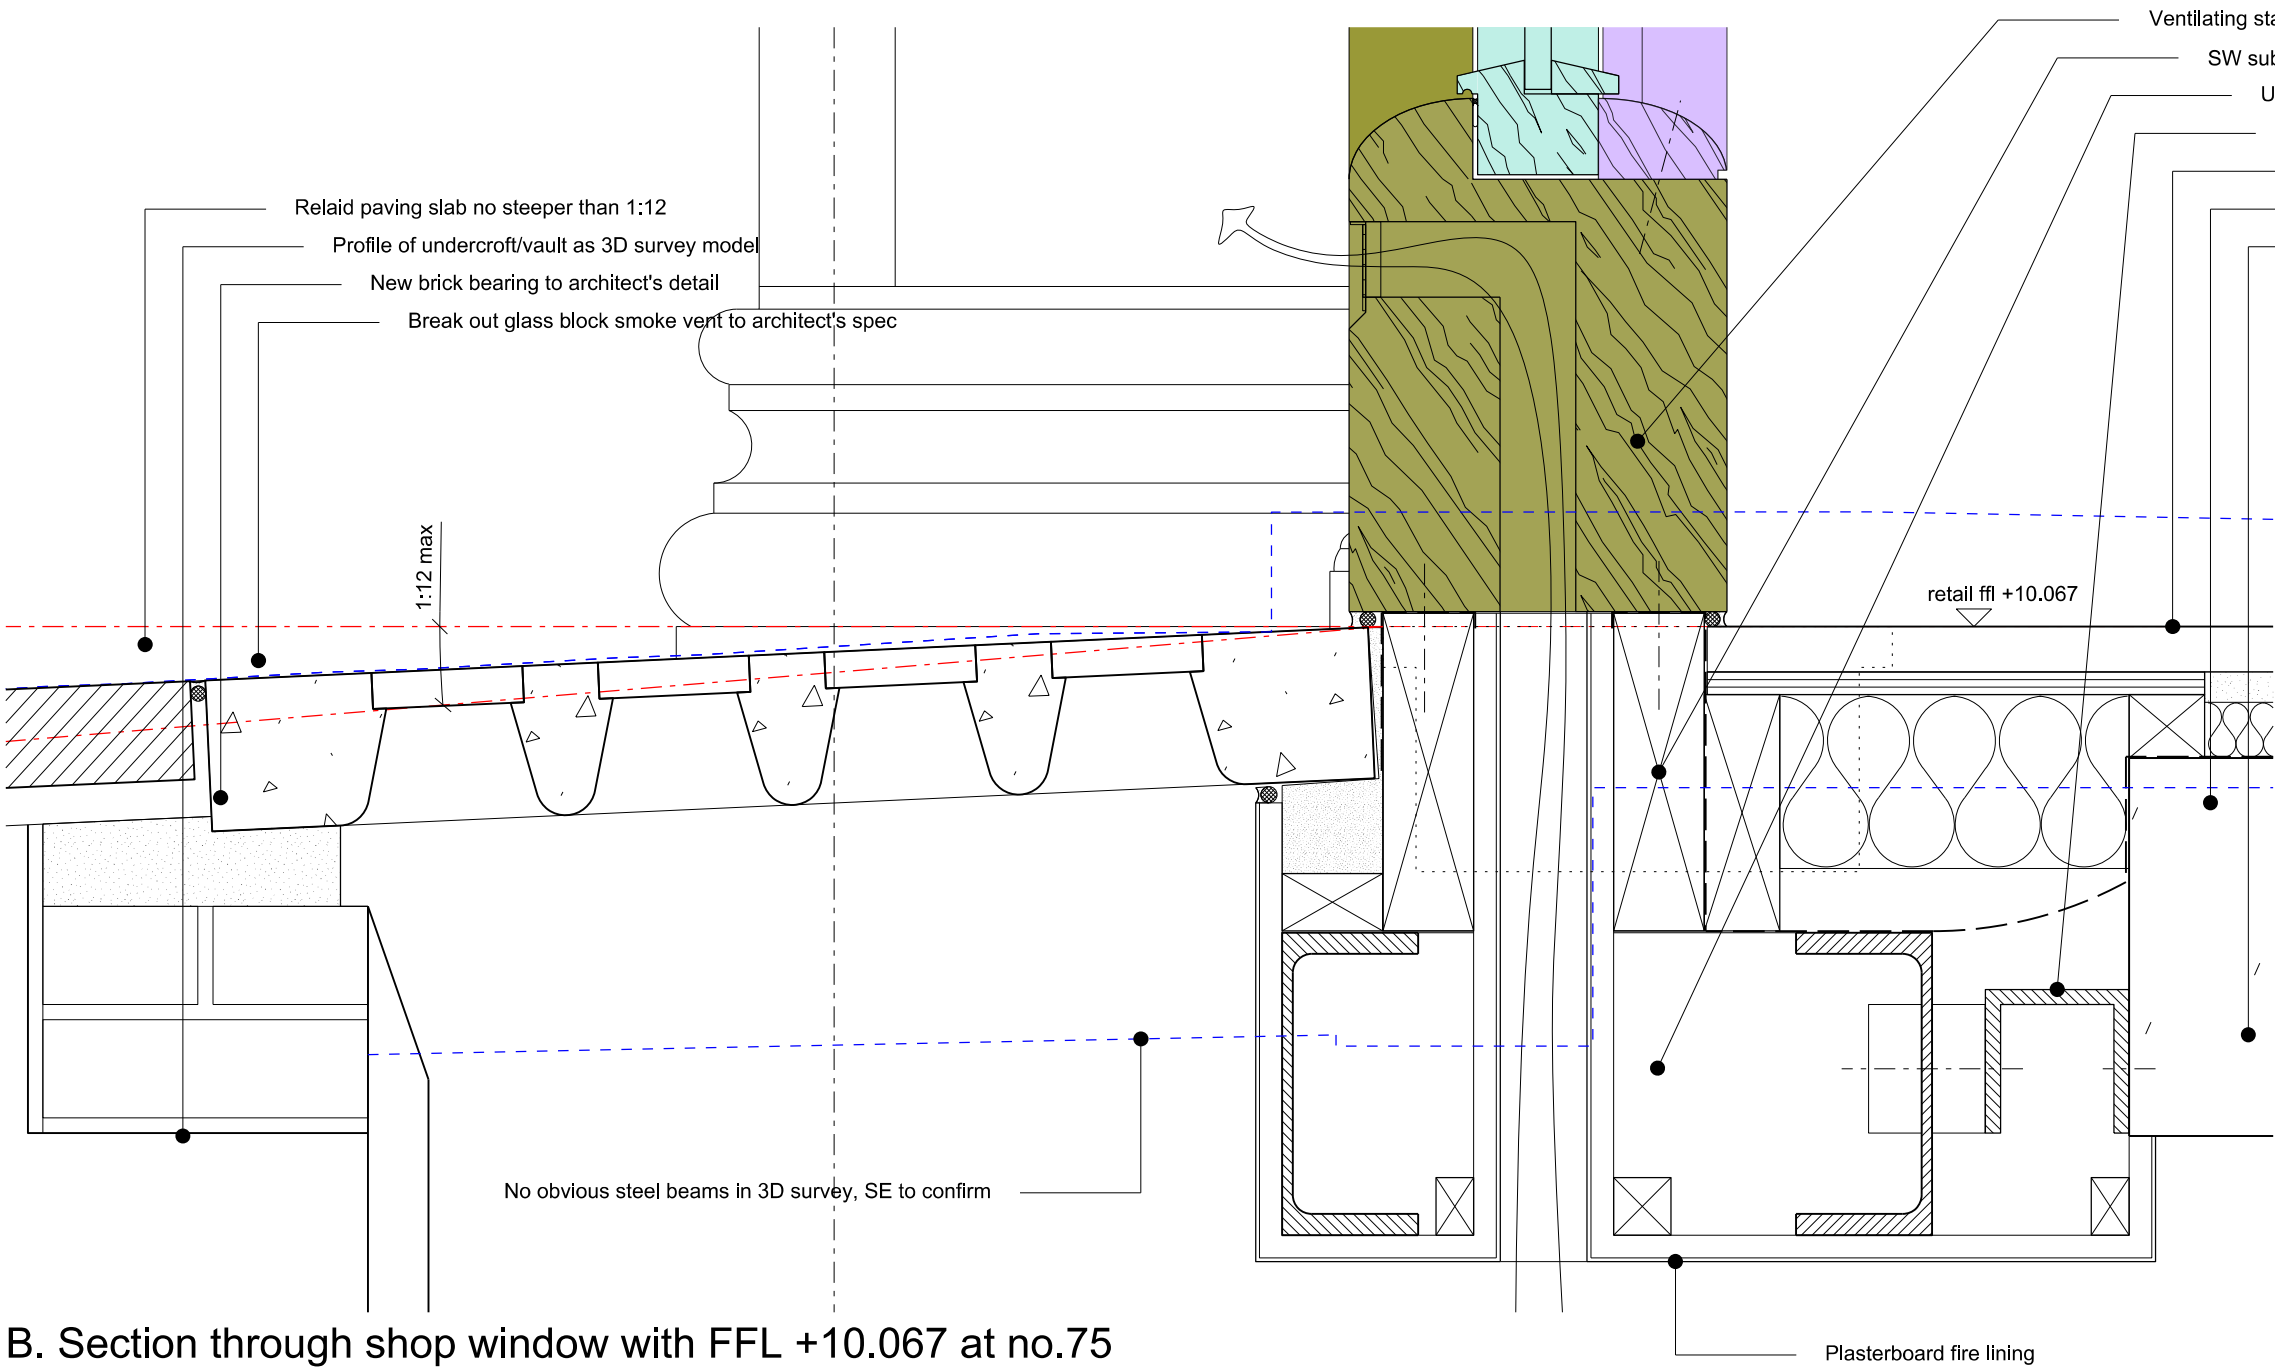 Ventilating sta
SW sub
U
Relaid paving slab no steeper than 1:12
Profile of undercroft/vault as 3D survey model
New brick bearing to architect's detail
Break out glass block smoke vent to architect's spec
1:12 max
retail ffl +10.067
No obvious steel beams in 3D survey, SE to confirm
B. Section through shop window with FFL +10.067 at no.75
Plasterboard fire lining